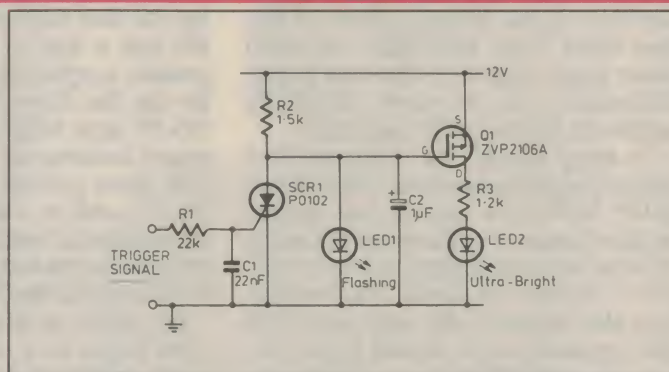 12V
R2
1·5k
S
Q1
ZVP2106A
G
D
SCR1
P0102
+
C2
1µF
R3
1·2k
R1
22k
LED1
LED2
TRIGGER
SIGNAL
C1
22nF
Flashing
Ultra-Bright